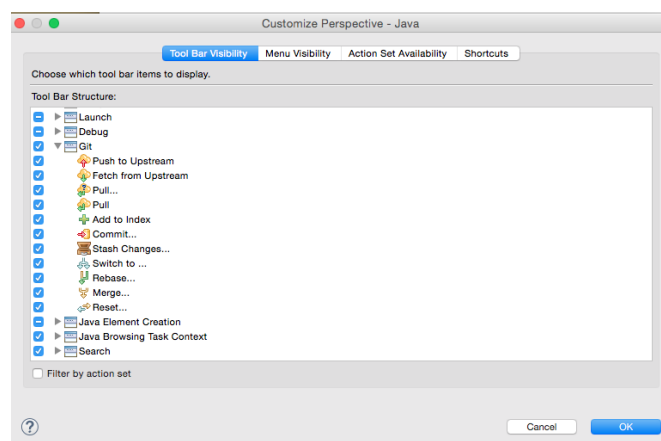 Customize Perspective - Java
Tool Bar Visibility Menu Visibility Action Set Availability Shortcuts
Choose which tool bar items to display.
Tool Bar Structure:
Launch
Debug
Git
Push to Upstream
Fetch from Upstream
Pull...
Pull
Add to Index
Commit...
Stash Changes...
Switch to ...
Rebase...
Merge...
Reset...
Java Element Creation
Java Browsing Task Context
Search
Filter by action set
? Cancel OK